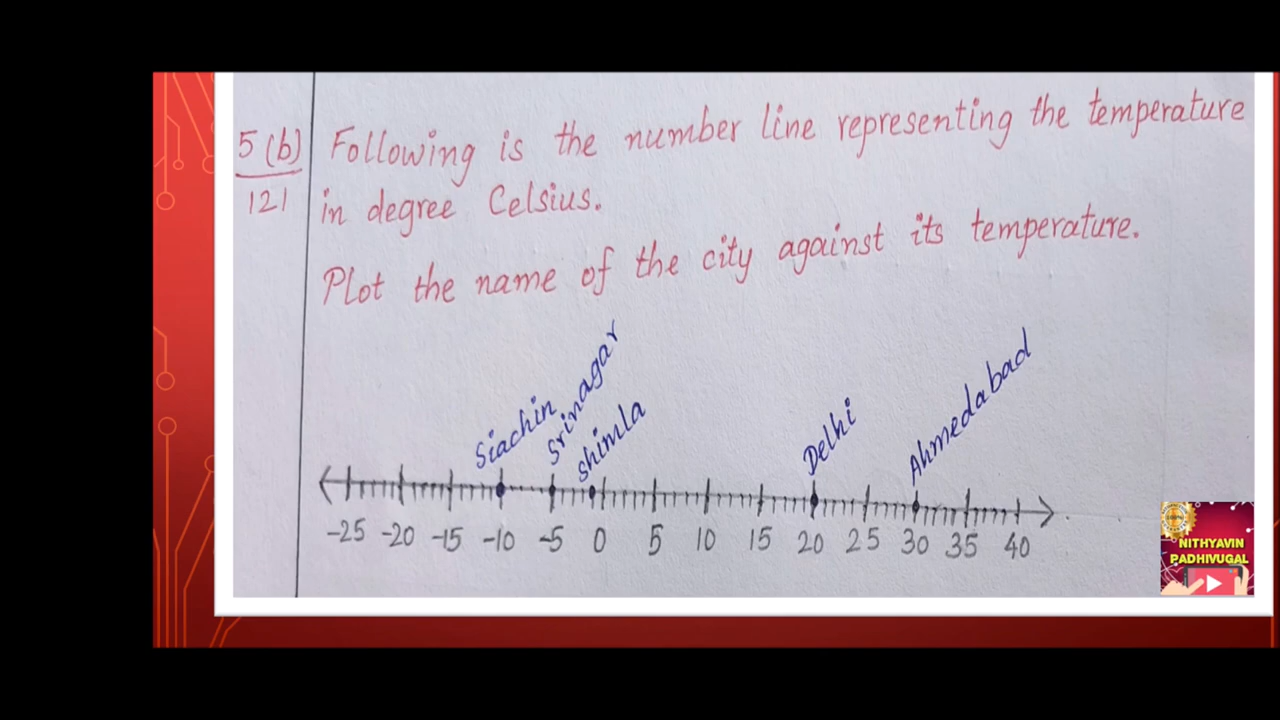 5(b)
121
Following is the number line representing the temperature
in degree Celsius.
Plot the name of the city against its temperature.
Siachin
Srinagar
Shimla
Delhi
Ahmedabad
-25 -20 -15 -10 -5 0 5 10 15 20 25 30 35 40
100%
NITHYAVIN
PADHIVUGAL